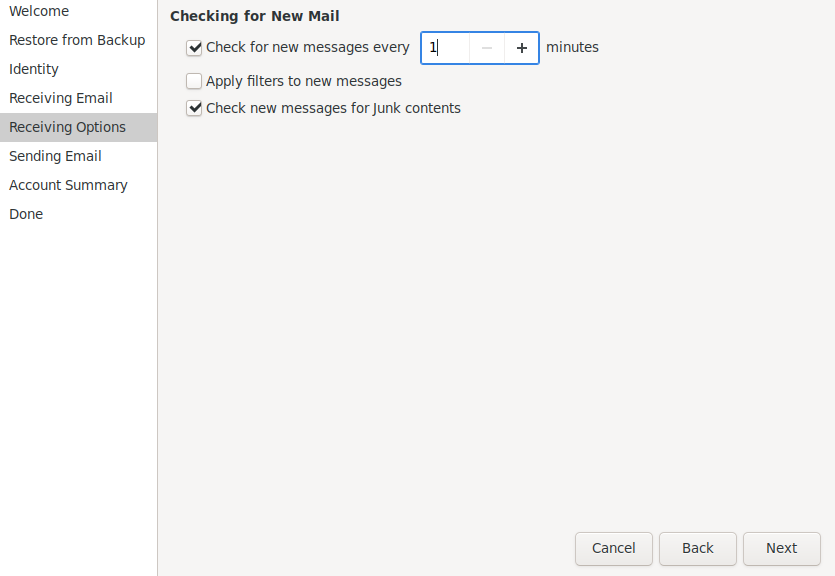 Welcome
Restore from Backup
Identity
Receiving Email
Receiving Options
Sending Email
Account Summary
Done
Checking for New Mail
Check for new messages every 1 minutes
Apply filters to new messages
Check new messages for Junk contents
Cancel Back Next